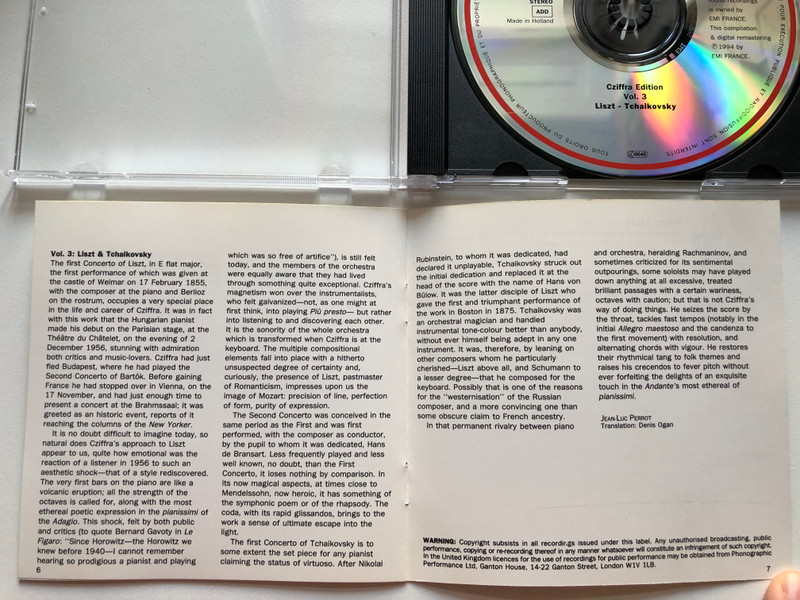 STEREO
ADD
Made in Holland
sound recordings
is owned by
EMI FRANCE.
This compilation
& digital remastering
℗ 1994 by
EMI FRANCE.
Cziffra Edition
Vol. 3
Liszt - Tchaikovsky
TOUS DROITS DU PRODUCTEUR PHONOGRAPHIQUE ET DU
POUR EXÉCUTION PUBLIQUE ET RADIODIFFUSION SONT INTERDITS
Vol. 3: Liszt & Tchaikovsky
The first Concerto of Liszt, in E flat major,
the first performance of which was given at
the castle of Weimar on 17 February 1855,
with the composer at the piano and Berlioz
on the rostrum, occupies a very special place
in the life and career of Cziffra. It was in fact
with this work that the Hungarian pianist
made his debut on the Parisian stage, at the
Théâtre du Châtelet, on the evening of 2
December 1956, stunning with admiration
both critics and music-lovers. Cziffra had just
fled Budapest, where he had played the
Second Concerto of Bartók. Before gaining
France he had stopped over in Vienna, on the
17 November, and had just enough time to
present a concert at the Brahmssaal; it was
greeted as an historic event, reports of it
reaching the columns of the New Yorker.
It is no doubt difficult to imagine today, so
natural does Cziffra's approach to Liszt
appear to us, quite how emotional was the
reaction of a listener in 1956 to such an
aesthetic shock—that of a style rediscovered.
The very first bars on the piano are like a
volcanic eruption; all the strength of the
octaves is called for, along with the most
ethereal poetic expression in the pianissimi of
the Adagio. This shock, felt by both public
and critics (to quote Bernard Gavoty in Le
Figaro: "Since Horowitz—the Horowitz we
knew before 1940—I cannot remember
hearing so prodigious a pianist and playing
6
which was so free of artifice"), is still felt
today, and the members of the orchestra
were equally aware that they had lived
through something quite exceptional. Cziffra's
magnetism won over the instrumentalists,
who felt galvanized—not, as one might at
first think, into playing Più presto— but rather
into listening to and discovering each other.
It is the sonority of the whole orchestra
which is transformed when Cziffra is at the
keyboard. The multiple compositional
elements fall into place with a hitherto
unsuspected degree of certainty and,
curiously, the presence of Liszt, pastmaster
of Romanticism, impresses upon us the
image of Mozart: precision of line, perfection
of form, purity of expression.
The Second Concerto was conceived in the
same period as the First and was first
performed, with the composer as conductor,
by the pupil to whom it was dedicated, Hans
de Bronsart. Less frequently played and less
well known, no doubt, than the First
Concerto, it loses nothing by comparison. In
its now magical aspects, at times close to
Mendelssohn, now heroic, it has something of
the symphonic poem or of the rhapsody. The
coda, with its rapid glissandos, brings to the
work a sense of ultimate escape into the
light.
The first Concerto of Tchaikovsky is to
some extent the set piece for any pianist
claiming the status of virtuoso. After Nikolai
Rubinstein, to whom it was dedicated, had
declared it unplayable, Tchaikovsky struck out
the initial dedication and replaced it at the
head of the score with the name of Hans von
Bülow. It was the latter disciple of Liszt who
gave the first and triumphant performance of
the work in Boston in 1875. Tchaikovsky was
an orchestral magician and handled
instrumental tone-colour better than anybody,
without ever himself being adept in any one
instrument. It was, therefore, by leaning on
other composers whom he particularly
cherished—Liszt above all, and Schumann to
a lesser degree—that he composed for the
keyboard. Possibly that is one of the reasons
for the "westernisation" of the Russian
composer, and a more convincing one than
some obscure claim to French ancestry.
In that permanent rivalry between piano
and orchestra, heralding Rachmaninov, and
sometimes criticized for its sentimental
outpourings, some soloists may have played
down anything at all excessive, treated
brilliant passages with a certain wariness,
octaves with caution; but that is not Cziffra's
way of doing things. He seizes the score by
the throat, tackles fast tempos (notably in the
initial Allegro maestoso and the candenza to
the first movement) with resolution, and
alternating chords with vigour. He restores
their rhythmical tang to folk themes and
raises his crecendos to fever pitch without
ever forfeiting the delights of an exquisite
touch in the Andante's most ethereal of
pianissimi.
JEAN-LUC PERROT
Translation: Denis Ogan
WARNING: Copyright subsists in all recordings issued under this label. Any unauthorised broadcasting, public
performance, copying or re-recording thereof in any manner whatsoever will constitute an infringement of such copyright.
In the United Kingdom licences for the use of recordings for public performance may be obtained from Phonographic
Performance Ltd, Ganton House, 14-22 Ganton Street, London W1V 1LB.
7